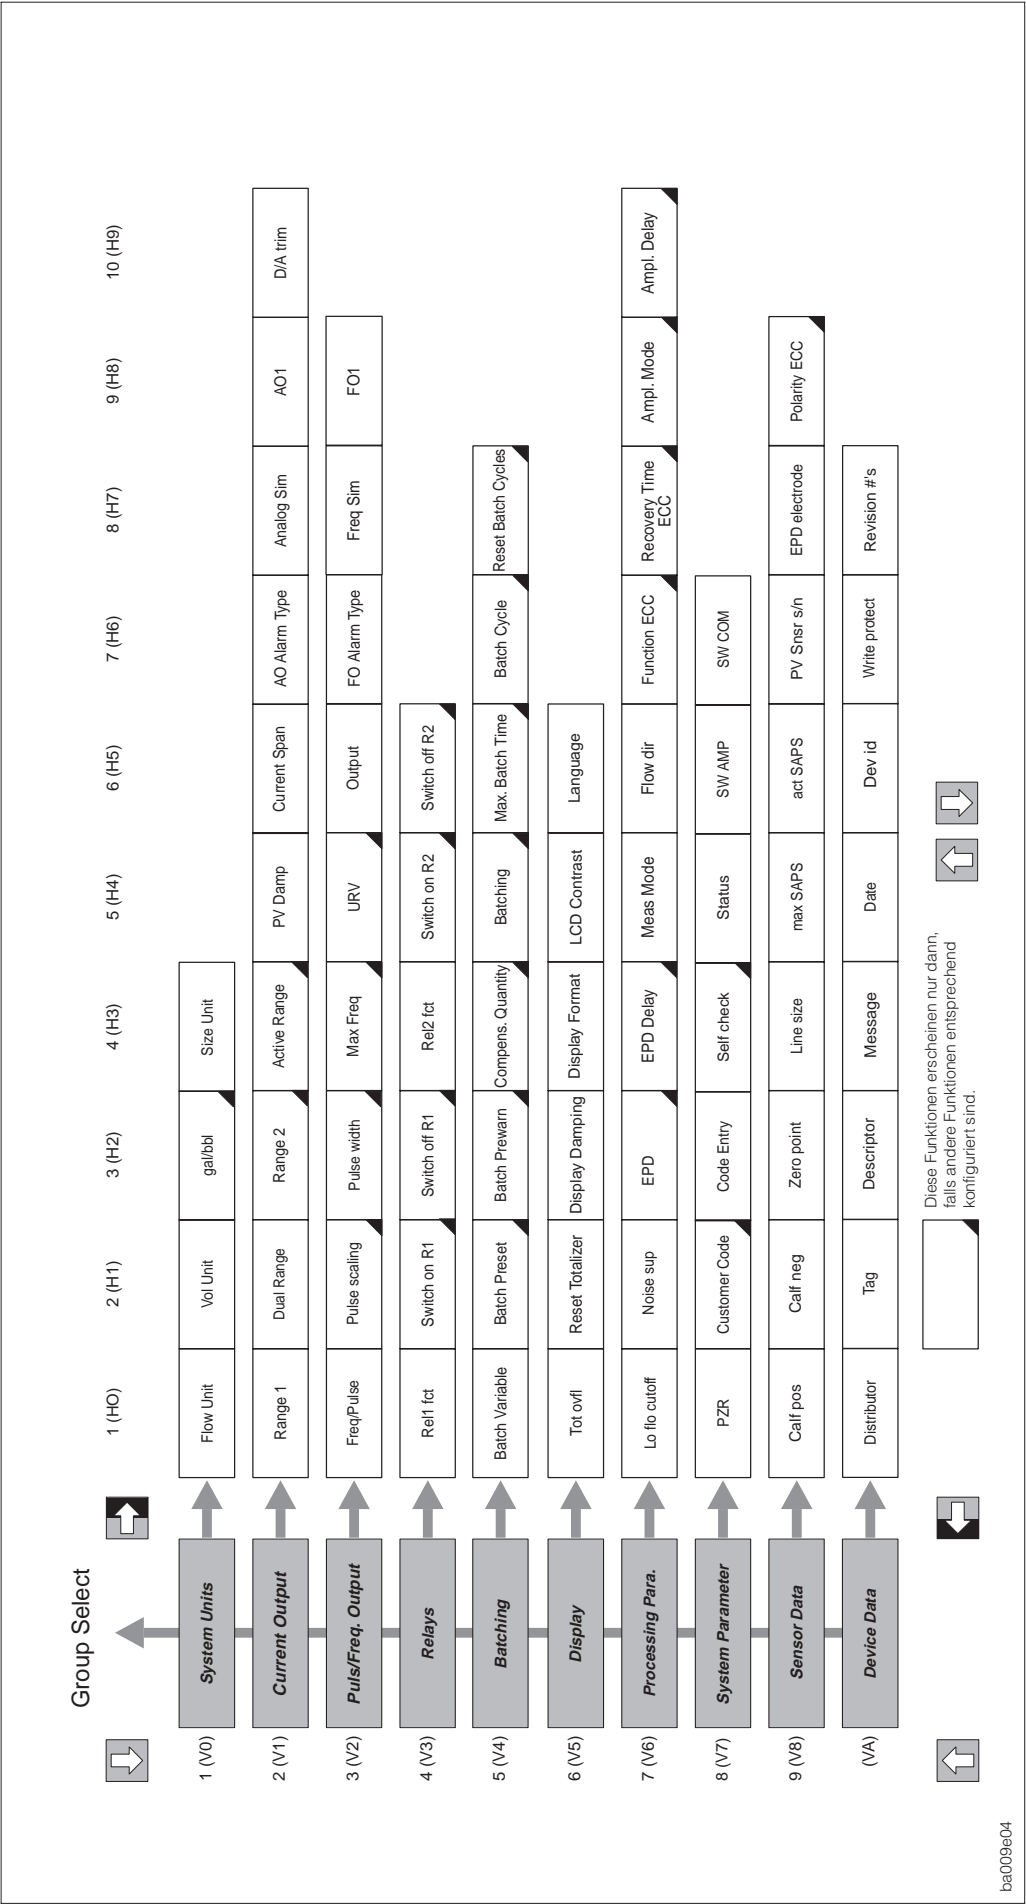 Group Select
1 (HO)
2 (H1)
3 (H2)
4 (H3)
5 (H4)
6 (H5)
7 (H6)
8 (H7)
9 (H8)
10 (H9)
1 (V0)
System Units
Flow Unit
Vol Unit
gal/bbl
Size Unit
2 (V1)
Current Output
Range 1
Dual Range
Range 2
Active Range
PV Damp
Current Span
AO Alarm Type
Analog Sim
AO1
D/A trim
3 (V2)
Puls/Freq. Output
Freq/Pulse
Pulse scaling
Pulse width
Max Freq
URV
Output
FO Alarm Type
Freq Sim
FO1
4 (V3)
Relays
Rel1 fct
Switch on R1
Switch off R1
Rel2 fct
Switch on R2
Switch off R2
5 (V4)
Batching
Batch Variable
Batch Preset
Batch Prewarn
Compens. Quantity
Batching
Max. Batch Time
Batch Cycle
Reset Batch Cycles
6 (V5)
Display
Tot ovfl
Reset Totalizer
Display Damping
Display Format
LCD Contrast
Language
7 (V6)
Processing Para.
Lo flo cutoff
Noise sup
EPD
EPD Delay
Meas Mode
Flow dir
Function ECC
Recovery Time
ECC
Ampl. Mode
Ampl. Delay
8 (V7)
System Parameter
PZR
Customer Code
Code Entry
Self check
Status
SW AMP
SW COM
9 (V8)
Sensor Data
Calf pos
Calf neg
Zero point
Line size
max SAPS
act SAPS
PV Snsr s/n
EPD electrode
Polarity ECC
(VA)
Device Data
Distributor
Tag
Descriptor
Message
Date
Dev id
Write protect
Revision #'s
Diese Funktionen erscheinen nur dann,
falls andere Funktionen entsprechend
konfiguriert sind.
ba009e04